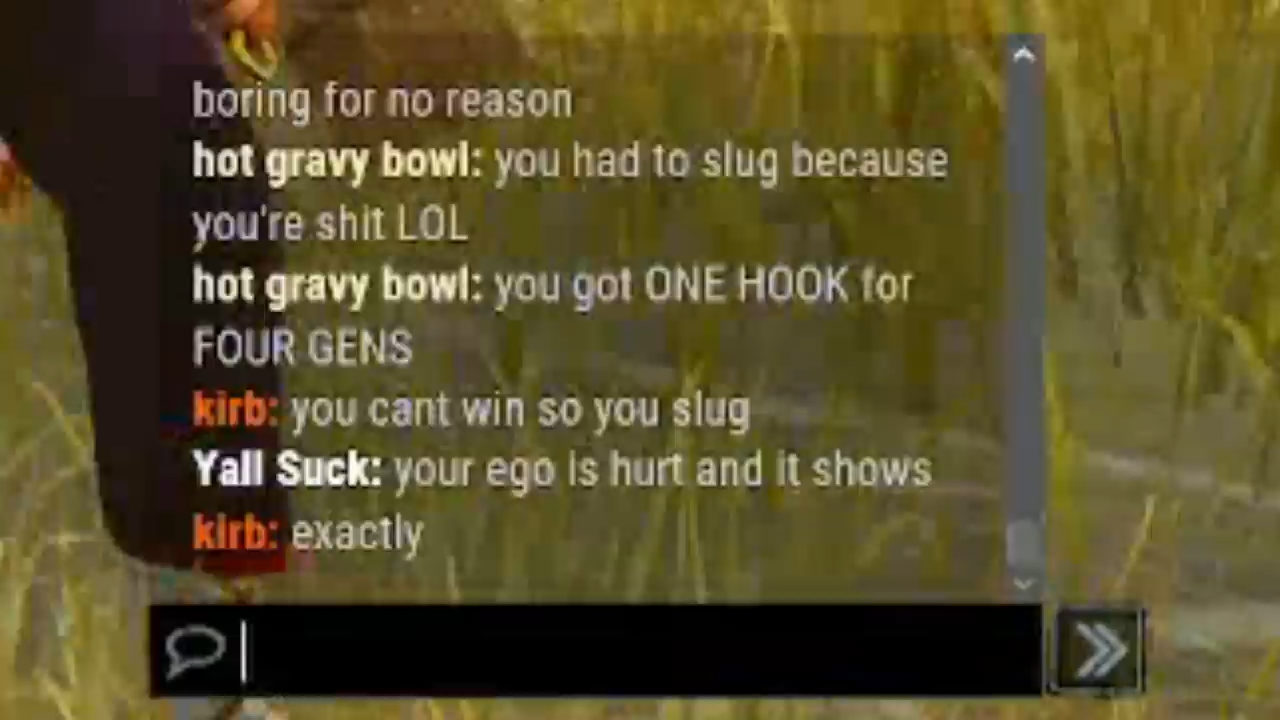 boring for no reason
hot gravy bowl: you had to slug because
you're shit LOL
hot gravy bowl: you got ONE HOOK for
FOUR GENS
kirb: you cant win so you slug
Yall Suck: your ego is hurt and it shows
kirb: exactly